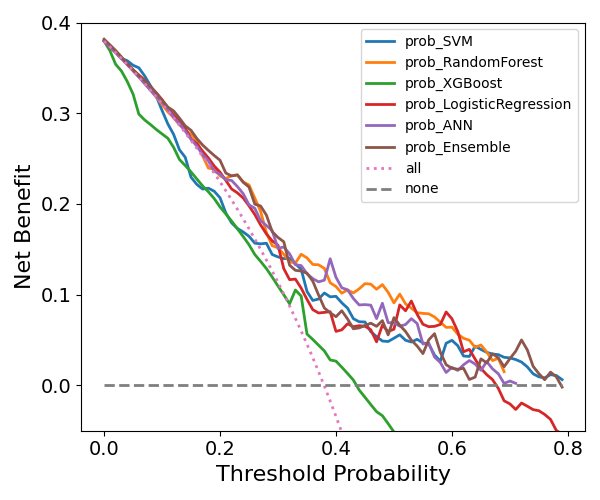 0.4
0.3
0.2
0.1
0.0
Net Benefit
prob_SVM
prob_RandomForest
prob_XGBoost
prob_LogisticRegression
prob_ANN
prob_Ensemble
all
none
0.0 0.2 0.4 0.6 0.8
Threshold Probability